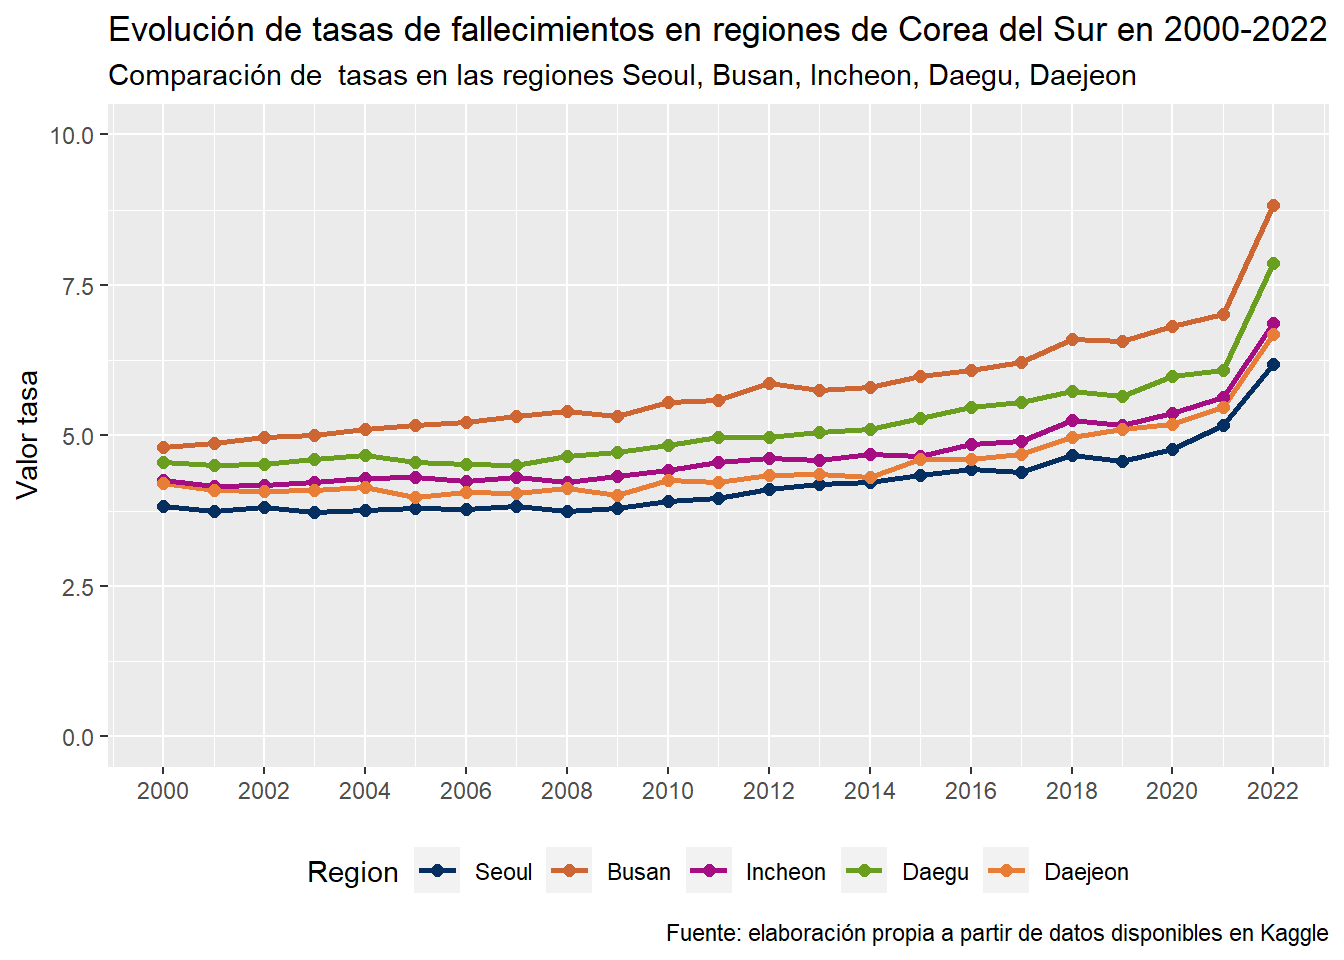 Evolución de tasas de fallecimientos en regiones de Corea del Sur en 2000-2022
Comparación de  tasas en las regiones Seoul, Busan, Incheon, Daegu, Daejeon
10.0
7.5
5.0
2.5
0.0
Valor tasa
2000 2002 2004 2006 2008 2010 2012 2014 2016 2018 2020 2022
Region Seoul Busan Incheon Daegu Daejeon
Fuente: elaboración propia a partir de datos disponibles en Kaggle